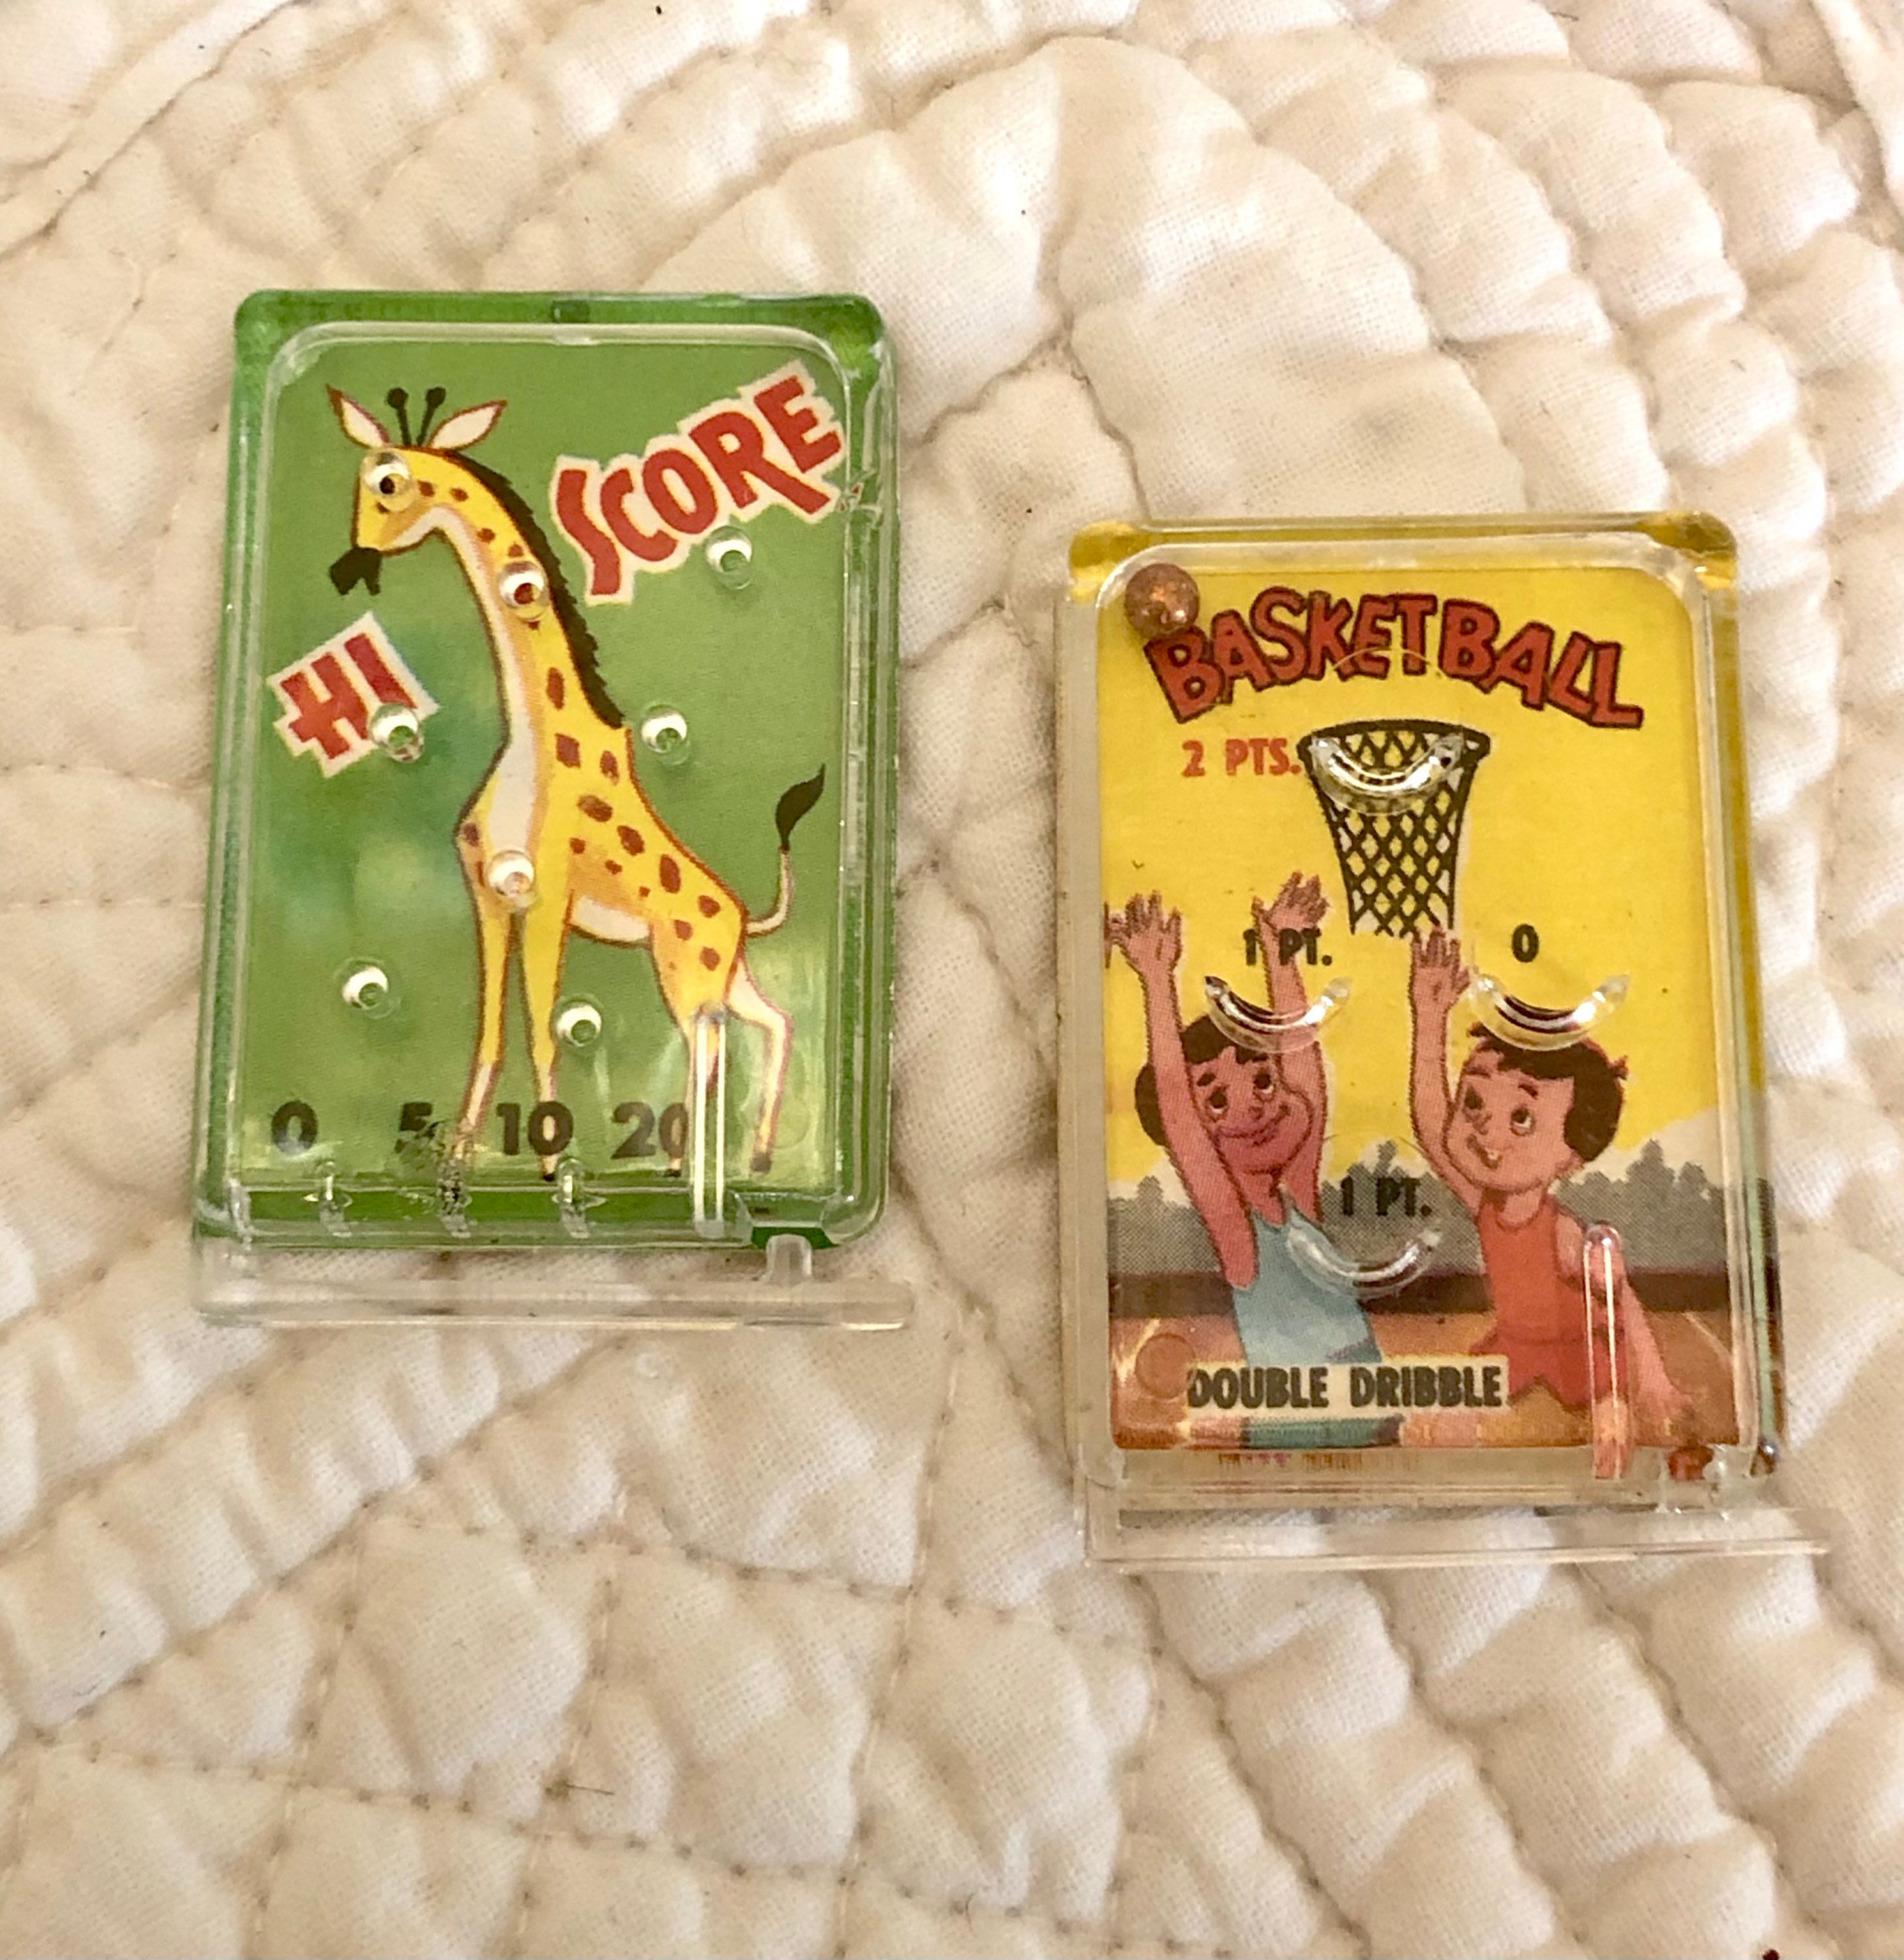 HI
SCORE
0 5 10 20
BASKETBALL
2 PTS.
1 PT.
0
1 PT.
DOUBLE DRIBBLE